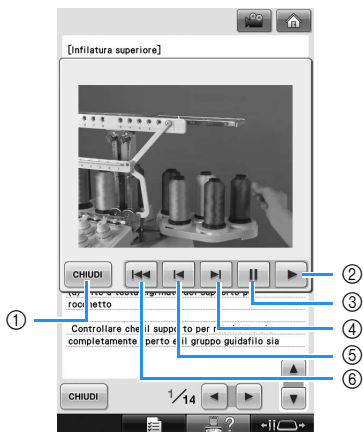 [Infilatura superiore]
CHIUDI
rocchetto
Controllare che il supporto per
completamente aperto e il gruppo guidafilo sia
CHIUDI
1/14
?
①
②
③
④
⑤
⑥